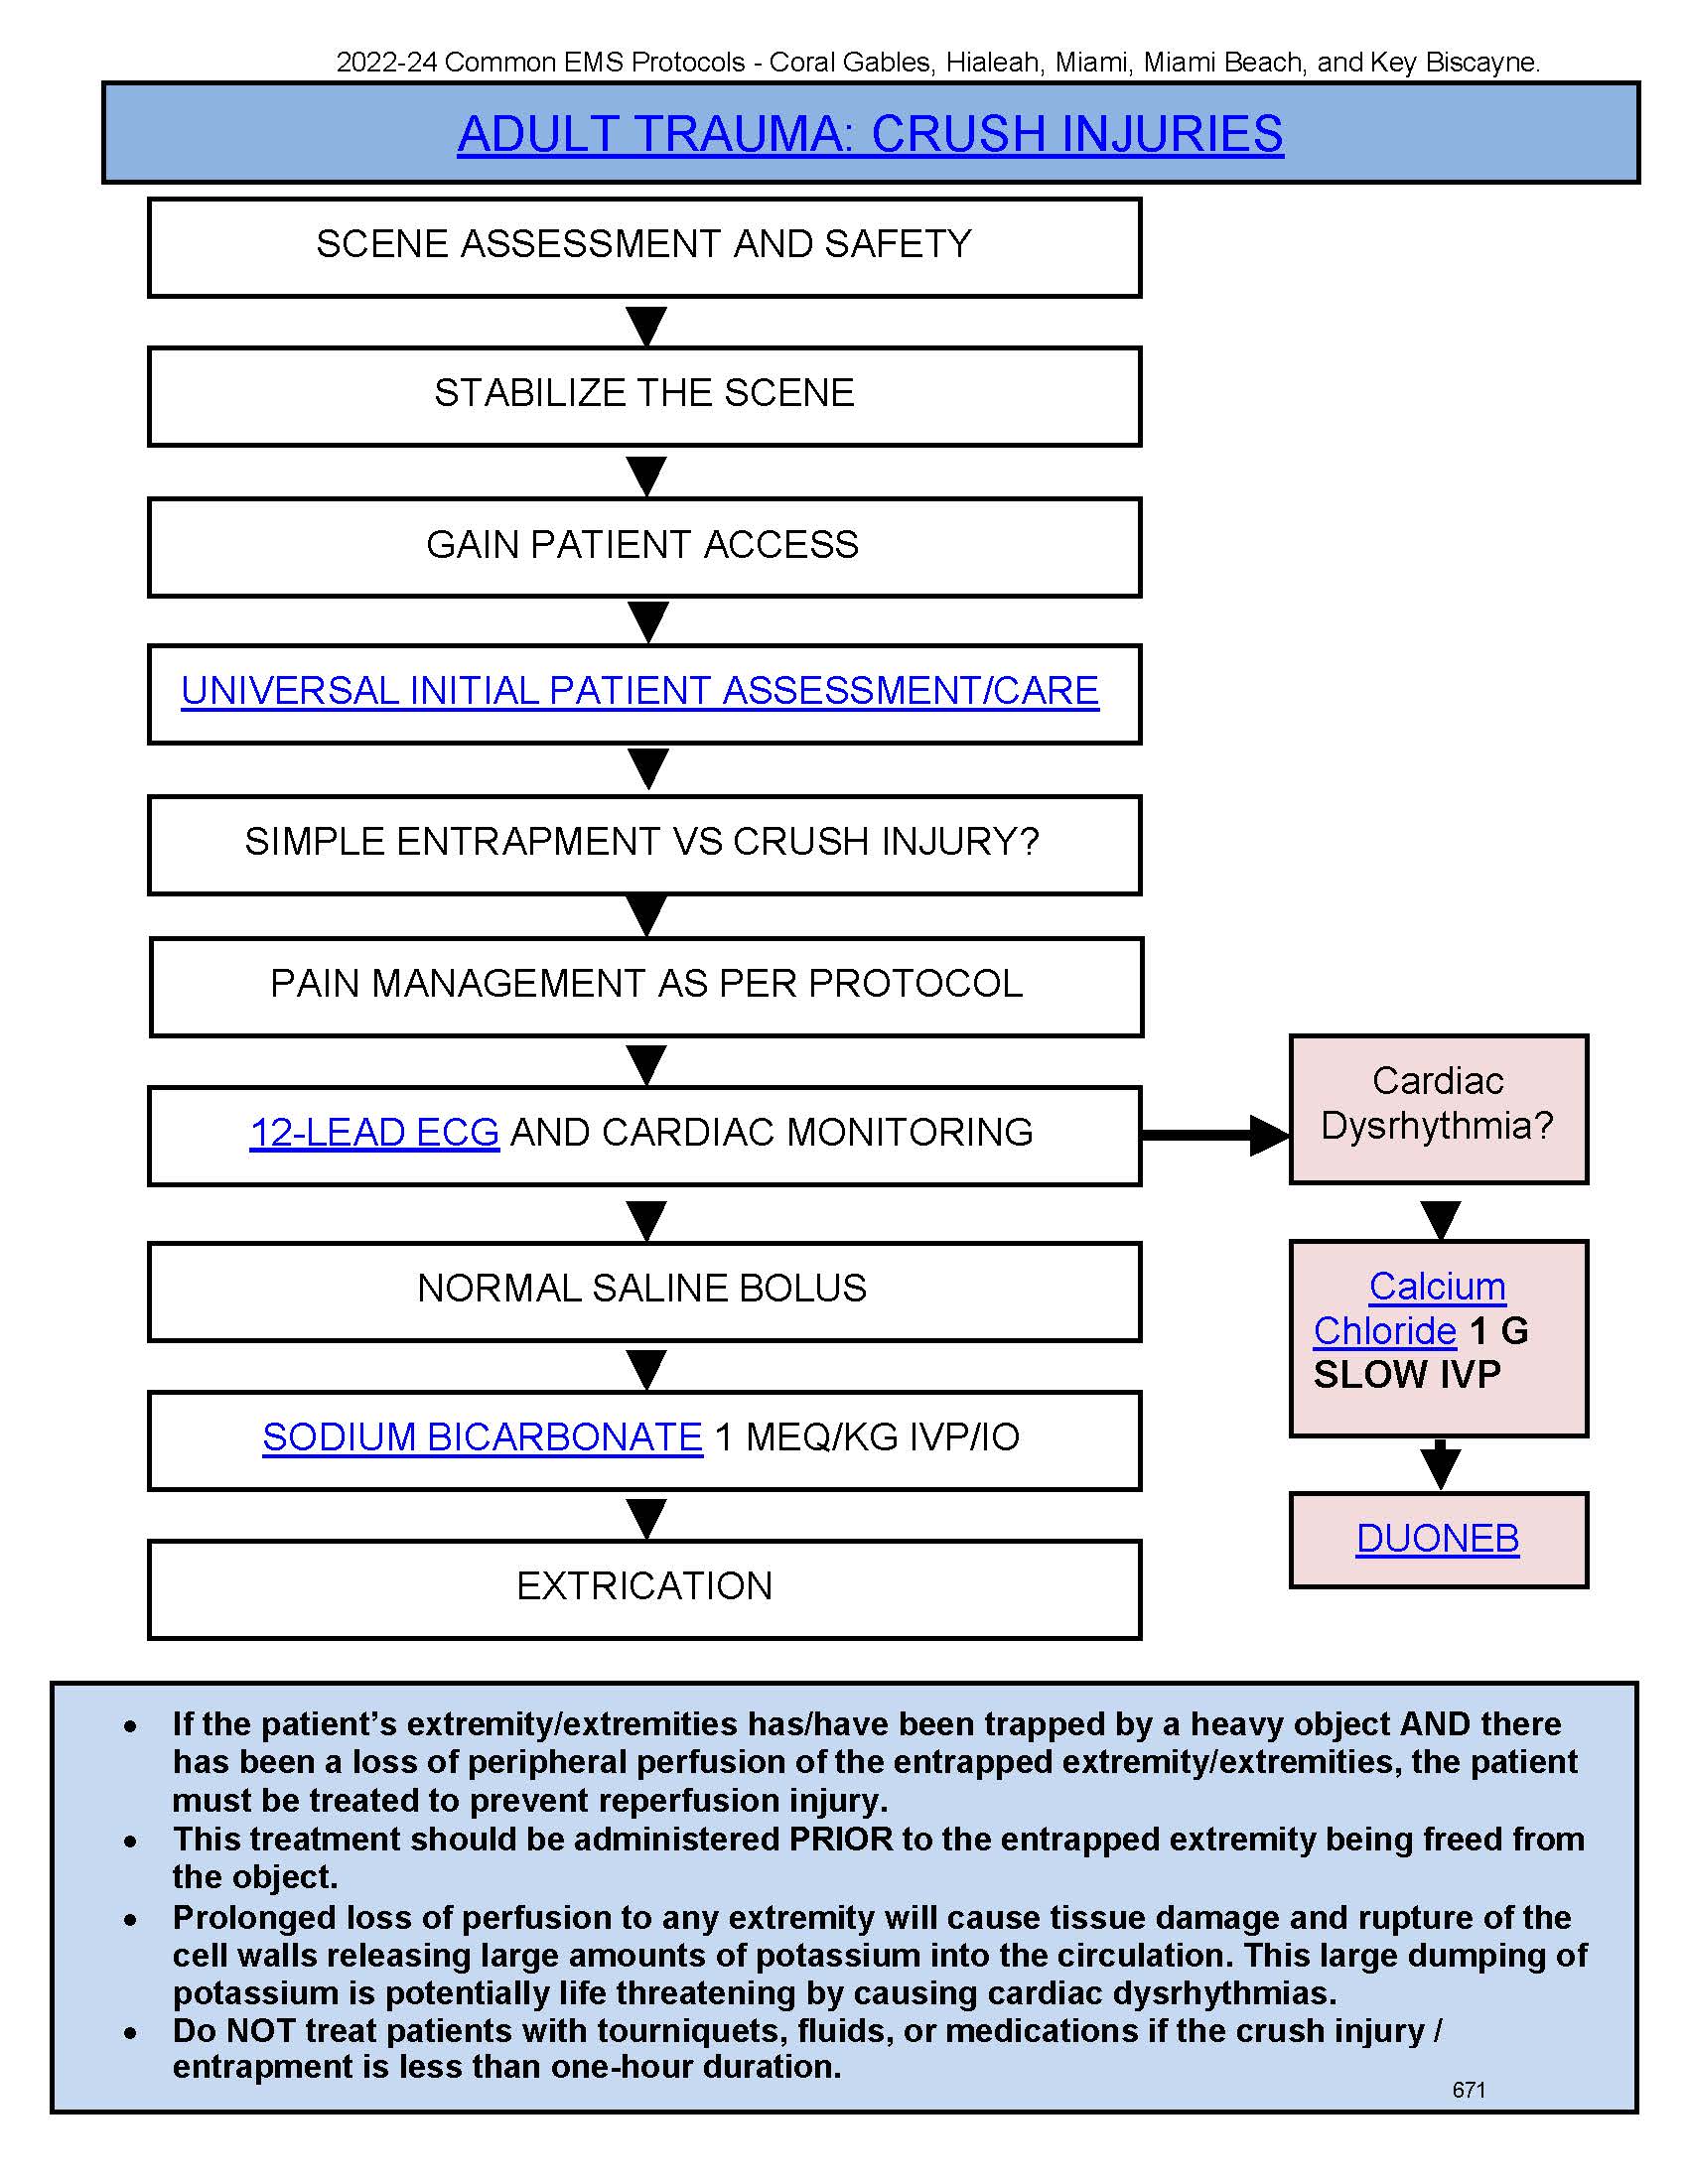 2022-24 Common EMS Protocols - Coral Gables, Hialeah, Miami, Miami Beach, and Key Biscayne.
ADULT TRAUMA: CRUSH INJURIES
SCENE ASSESSMENT AND SAFETY
STABILIZE THE SCENE
GAIN PATIENT ACCESS
UNIVERSAL INITIAL PATIENT ASSESSMENT/CARE
SIMPLE ENTRAPMENT VS CRUSH INJURY?
PAIN MANAGEMENT AS PER PROTOCOL
12-LEAD ECG AND CARDIAC MONITORING
Cardiac
Dysrhythmia?
NORMAL SALINE BOLUS
Calcium
Chloride 1 G
SLOW IVP
SODIUM BICARBONATE 1 MEQ/KG IVP/IO
DUONEB
EXTRICATION
• If the patient’s extremity/extremities has/have been trapped by a heavy object AND there
has been a loss of peripheral perfusion of the entrapped extremity/extremities, the patient
must be treated to prevent reperfusion injury.
• This treatment should be administered PRIOR to the entrapped extremity being freed from
the object.
• Prolonged loss of perfusion to any extremity will cause tissue damage and rupture of the
cell walls releasing large amounts of potassium into the circulation. This large dumping of
potassium is potentially life threatening by causing cardiac dysrhythmias.
• Do NOT treat patients with tourniquets, fluids, or medications if the crush injury /
entrapment is less than one-hour duration.
671